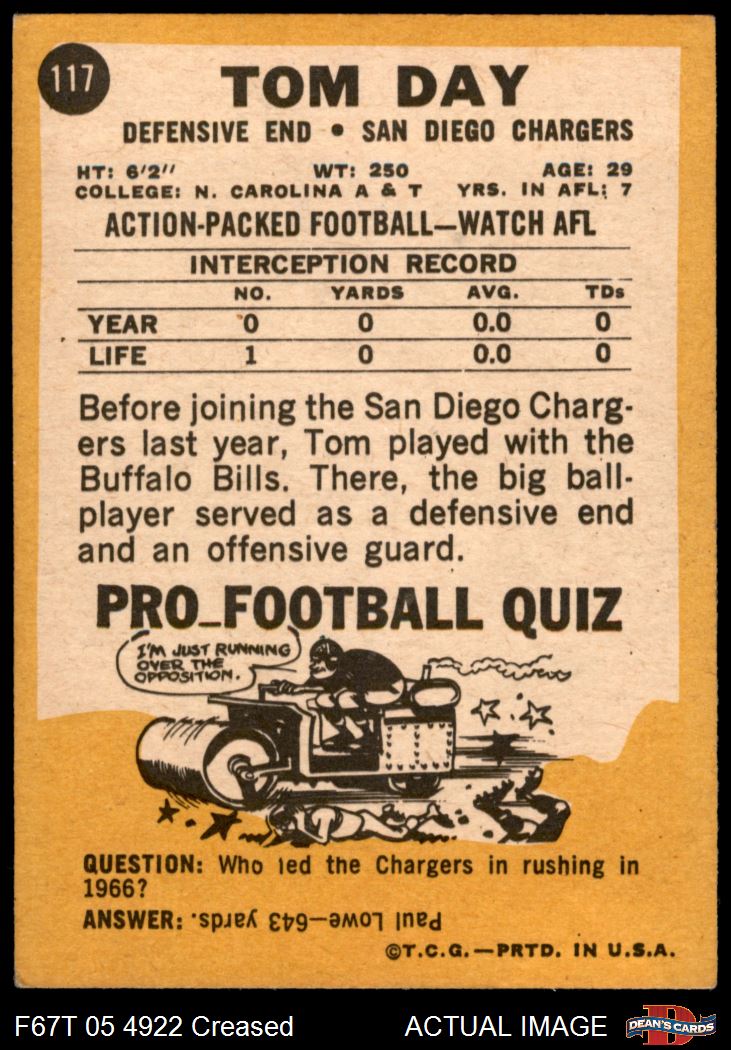 117
TOM DAY
DEFENSIVE END • SAN DIEGO CHARGERS
HT: 6'2" WT: 250 AGE: 29
COLLEGE: N. CAROLINA A & T YRS. IN AFL: 7
ACTION-PACKED FOOTBALL—WATCH AFL
INTERCEPTION RECORD
NO. YARDS AVG. TDs
YEAR 0 0 0.0 0
LIFE 1 0 0.0 0
Before joining the San Diego Charg-
ers last year, Tom played with the
Buffalo Bills. There, the big ball-
player served as a defensive end
and an offensive guard.
PRO FOOTBALL QUIZ
I'M JUST RUNNING
OVER THE
OPPOSITION.
QUESTION: Who led the Chargers in rushing in
1966?
ANSWER: Paul Lowe—643 yards.
©T.C.G.—PRTD. IN U.S.A.
F67T 05 4922 Creased ACTUAL IMAGE
D
DEAN'S CARDS